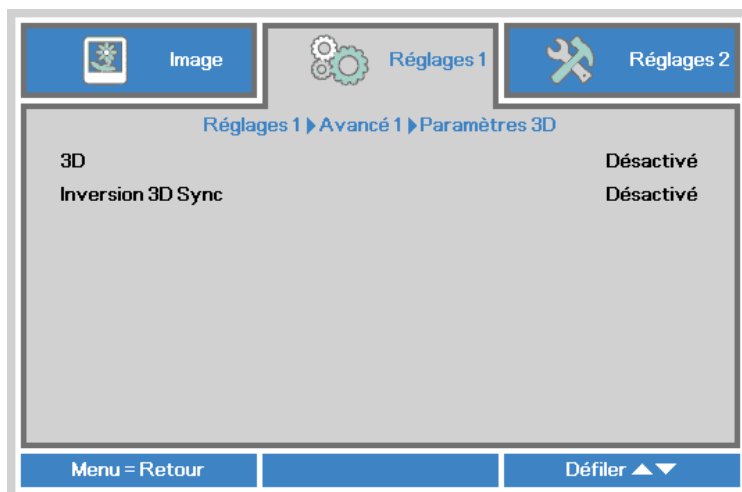 Image
Réglages 1
Réglages 2
Réglages 1 ▶ Avancé 1 ▶ Paramètres 3D
3D Désactivé
Inversion 3D Sync Désactivé
Menu = Retour
Défiler ▲▼